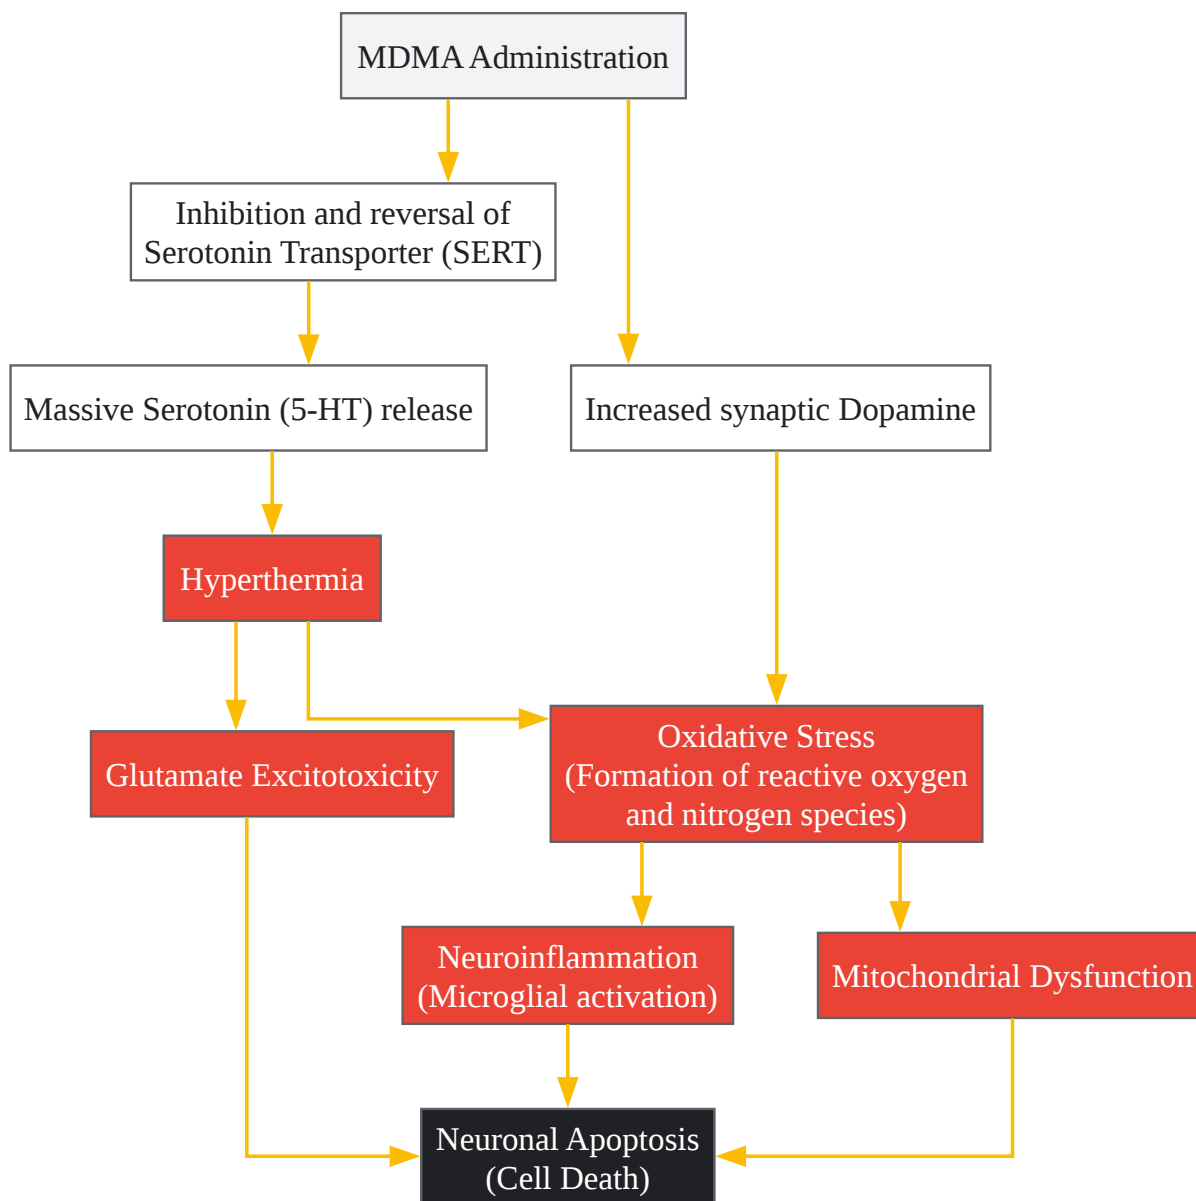 MDMA Administration
Inhibition and reversal of
Serotonin Transporter (SERT)
Massive Serotonin (5-HT) release
Increased synaptic Dopamine
Hyperthermia
Glutamate Excitotoxicity
Oxidative Stress
(Formation of reactive oxygen
and nitrogen species)
Neuroinflammation
(Microglial activation)
Mitochondrial Dysfunction
Neuronal Apoptosis
(Cell Death)